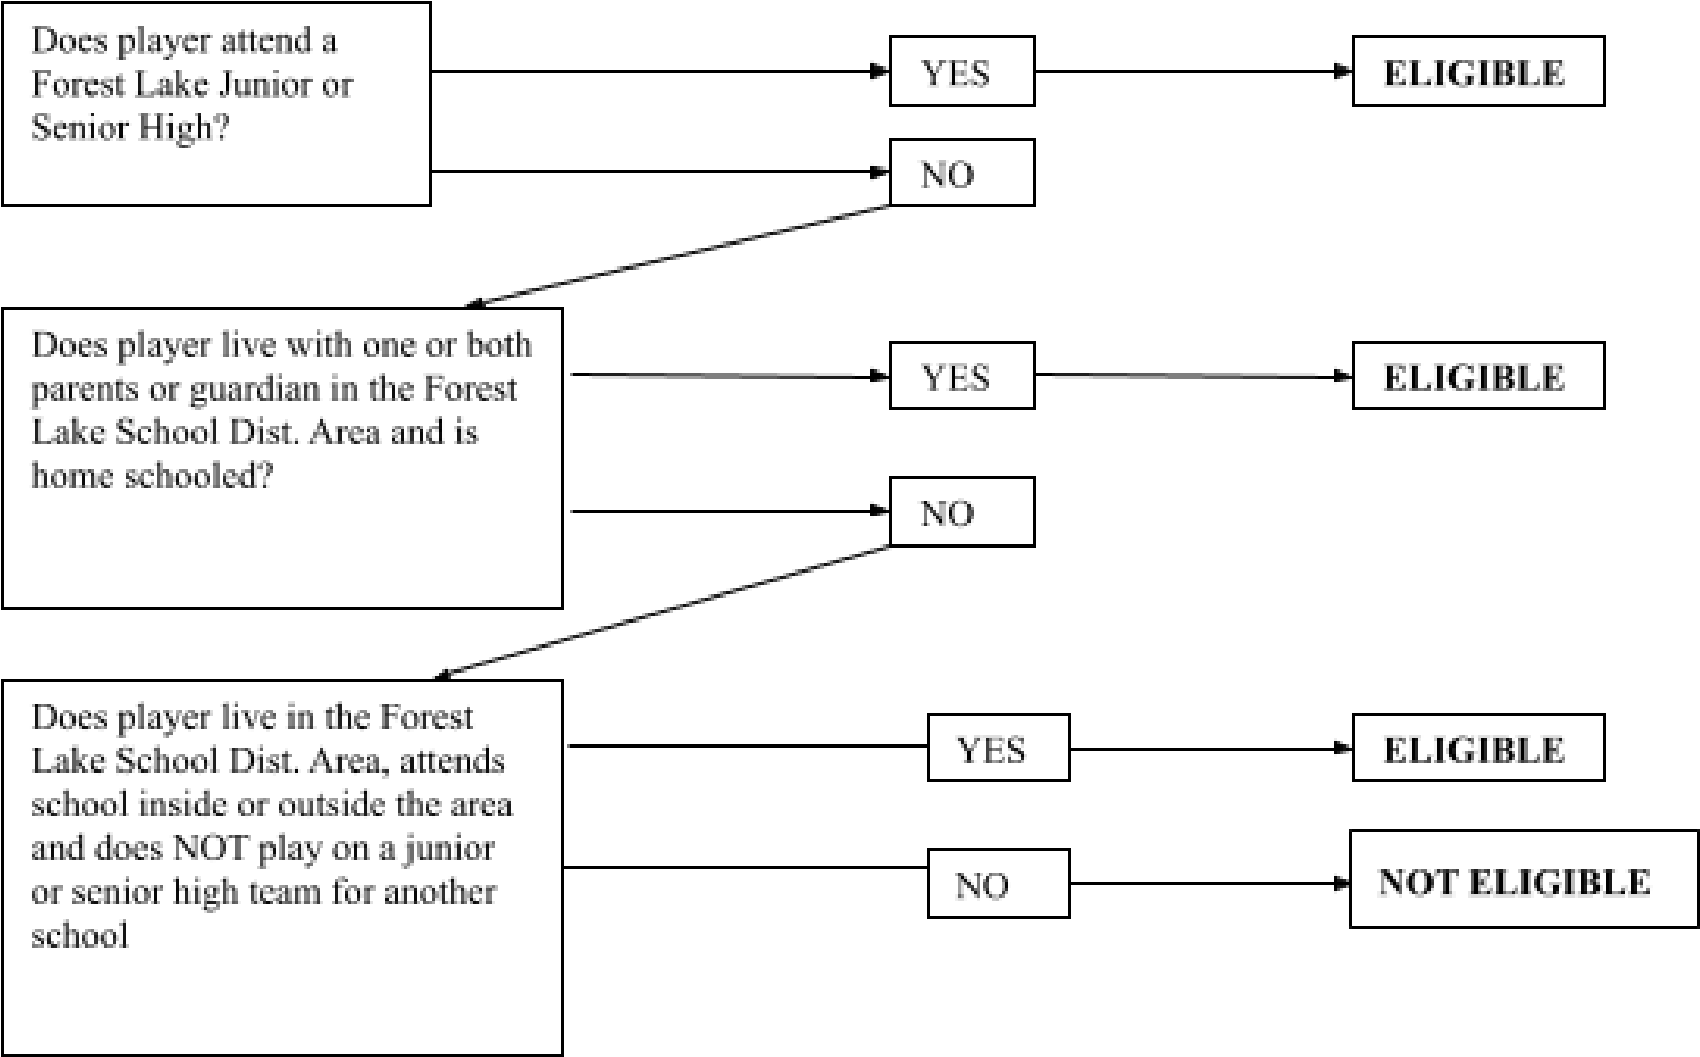 Does player attend a
Forest Lake Junior or
Senior High?
YES
ELIGIBLE
NO
Does player live with one or both
parents or guardian in the Forest
Lake School Dist. Area and is
home schooled?
YES
ELIGIBLE
NO
Does player live in the Forest
Lake School Dist. Area, attends
school inside or outside the area
and does NOT play on a junior
or senior high team for another
school
YES
ELIGIBLE
NO
NOT ELIGIBLE